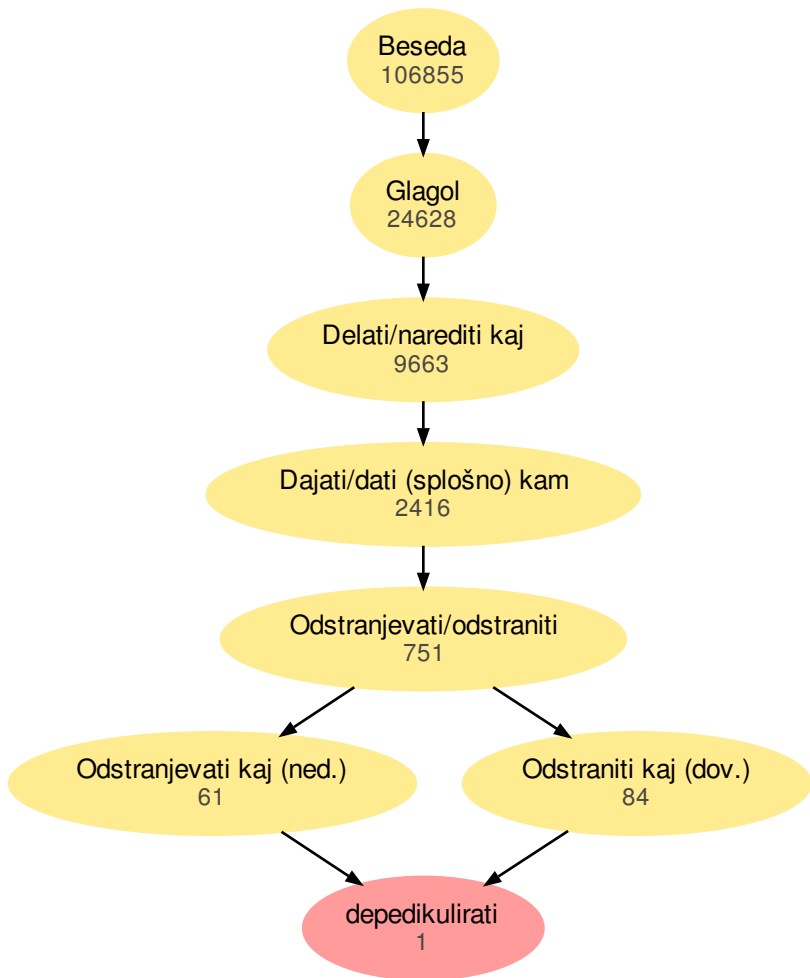 Beseda
106855
Glagol
24628
Delati/narediti kaj
9663
Dajati/dati (splošno) kam
2416
Odstranjevati/odstraniti
751
Odstranjevati kaj (ned.)
61
Odstraniti kaj (dov.)
84
depedikulirati
1